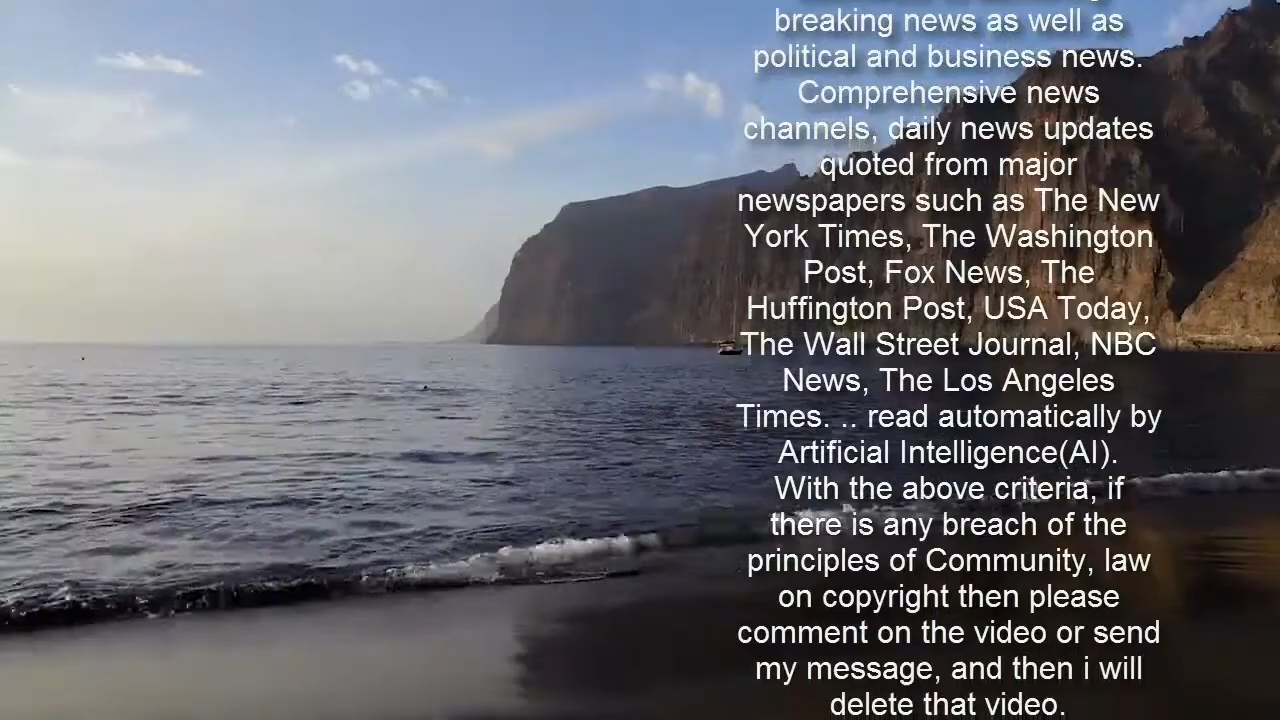 breaking news as well as
political and business news.
Comprehensive news
channels, daily news updates
quoted from major
newspapers such as The New
York Times, The Washington
Post, Fox News, The
Huffington Post, USA Today,
The Wall Street Journal, NBC
News, The Los Angeles
Times. .. read automatically by
Artificial Intelligence(AI).
With the above criteria, if
there is any breach of the
principles of Community, law
on copyright then please
comment on the video or send
my message, and then i will
delete that video.